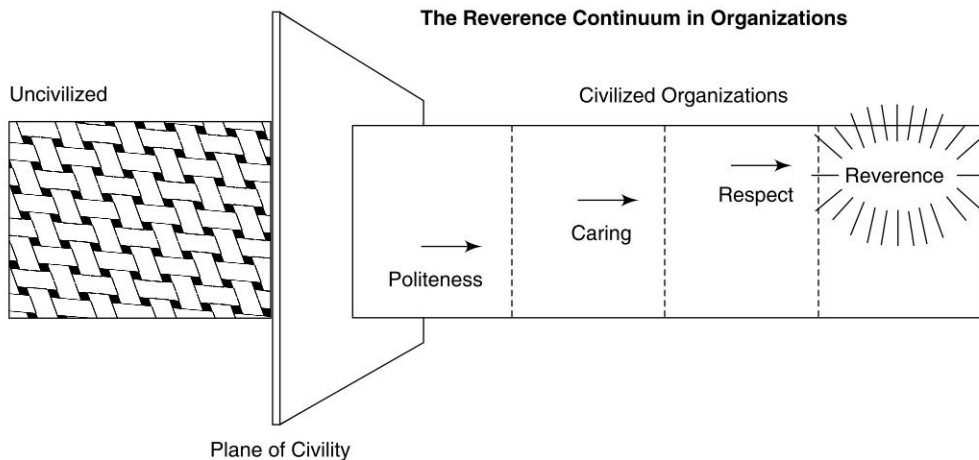 The Reverence Continuum in Organizations
Uncivilized
Civilized Organizations
Politeness
Caring
Respect
Reverence
Plane of Civility